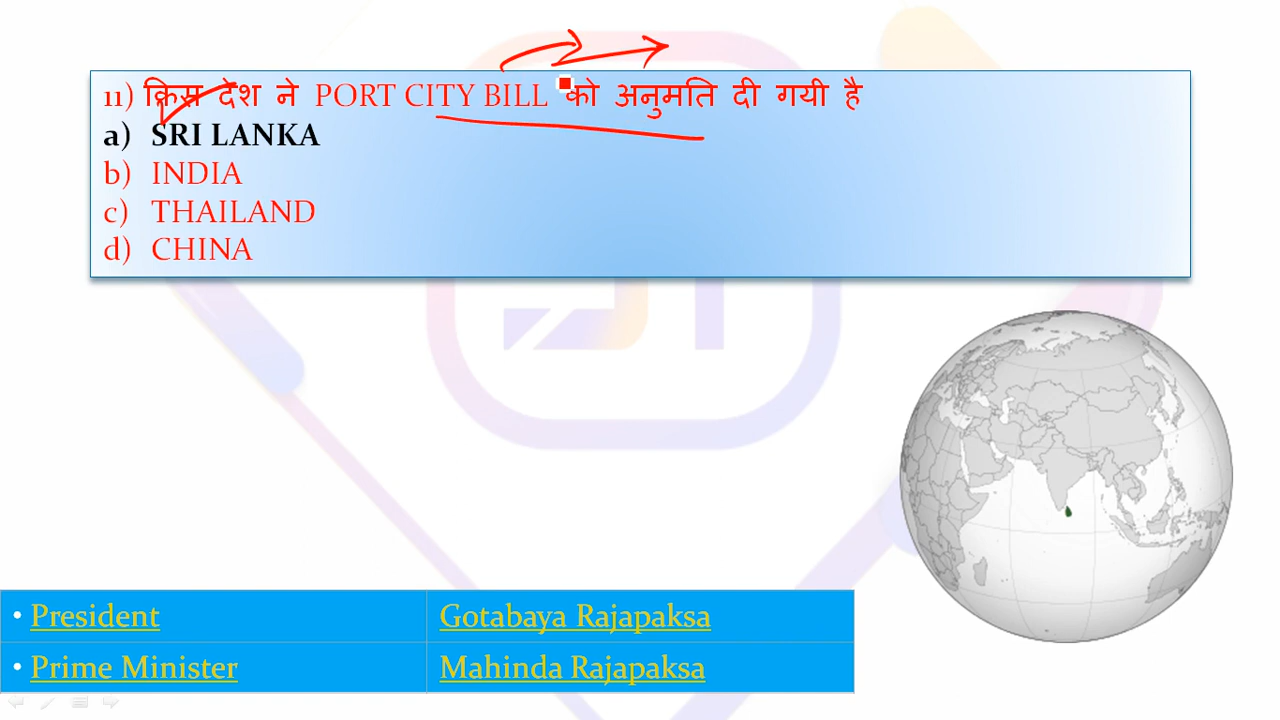 11) किस देश ने PORT CITY BILL को अनुमति दी गयी है
a) SRI LANKA
b) INDIA
c) THAILAND
d) CHINA
• President Gotabaya Rajapaksa
• Prime Minister Mahinda Rajapaksa